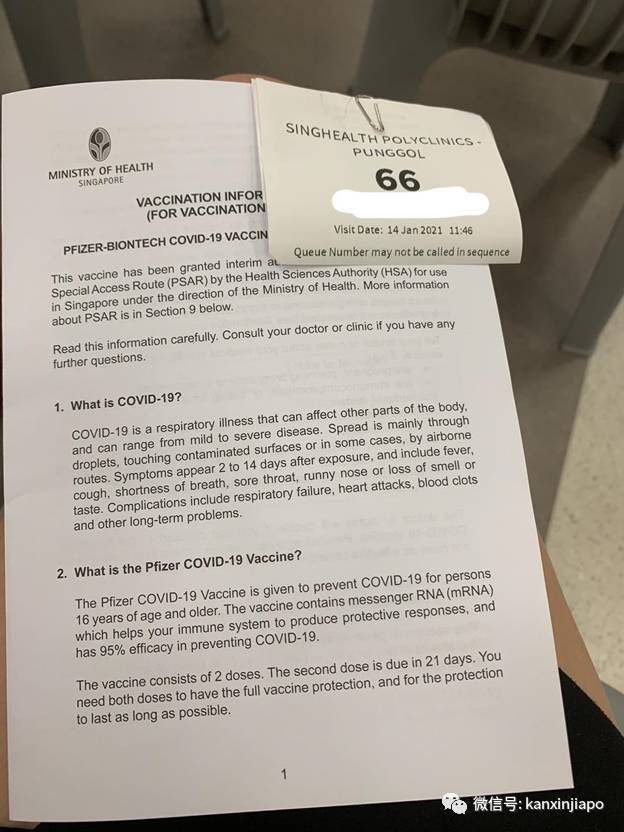 MINISTRY OF HEALTH
SINGAPORE
SINGHEALTH POLYCLINICS -
PUNGGOL
66
Visit Date: 14 Jan 2021 11:46
Queue Number may not be called in sequence
VACCINATION
(FOR VACCINATION
PFIZER-BIONTECH COVID-19
This vaccine has been granted interim
Special Access Route (PSAR) by the Health Sciences Authority (HSA) for use
in Singapore under the direction of the Ministry of Health. More information
about PSAR is in Section 9 below.
Read this information carefully. Consult your doctor or clinic if you have any
further questions.
1. What is COVID-19?
COVID-19 is a respiratory illness that can affect other parts of the body,
and can range from mild to severe disease. Spread is mainly through
droplets, touching contaminated surfaces or in some cases, by airborne
routes. Symptoms appear 2 to 14 days after exposure, and include fever,
cough, shortness of breath, sore throat, runny nose or loss of smell or
taste. Complications include respiratory failure, heart attacks, blood clots
and other long-term problems.
2. What is the Pfizer COVID-19 Vaccine?
The Pfizer COVID-19 Vaccine is given to prevent COVID-19 for persons
16 years of age and older. The vaccine contains messenger RNA (mRNA)
which helps your immune system to produce protective responses, and
has 95% efficacy in preventing COVID-19.
The vaccine consists of 2 doses. The second dose is due in 21 days. You
need both doses to have the full vaccine protection, and for the protection
to last as long as possible.
1
微信号: kanxinjiapo